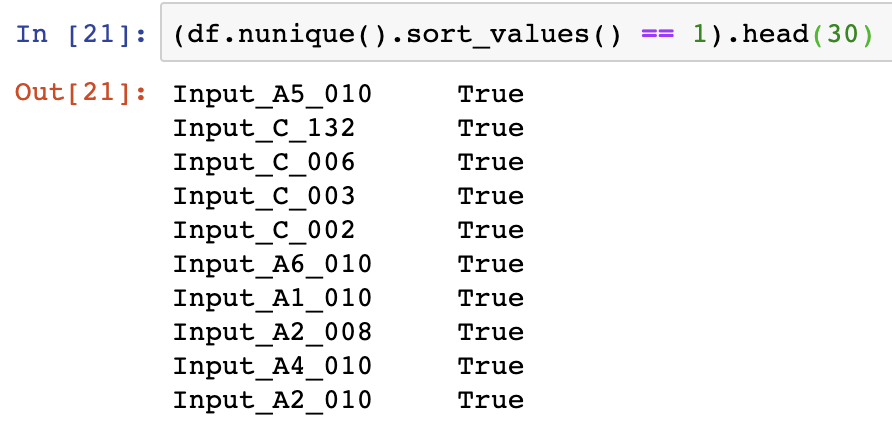 In [21]: (df.nunique().sort_values() == 1).head(30)
Out[21]: Input_A5_010 True
Input_C_132 True
Input_C_006 True
Input_C_003 True
Input_C_002 True
Input_A6_010 True
Input_A1_010 True
Input_A2_008 True
Input_A4_010 True
Input_A2_010 True